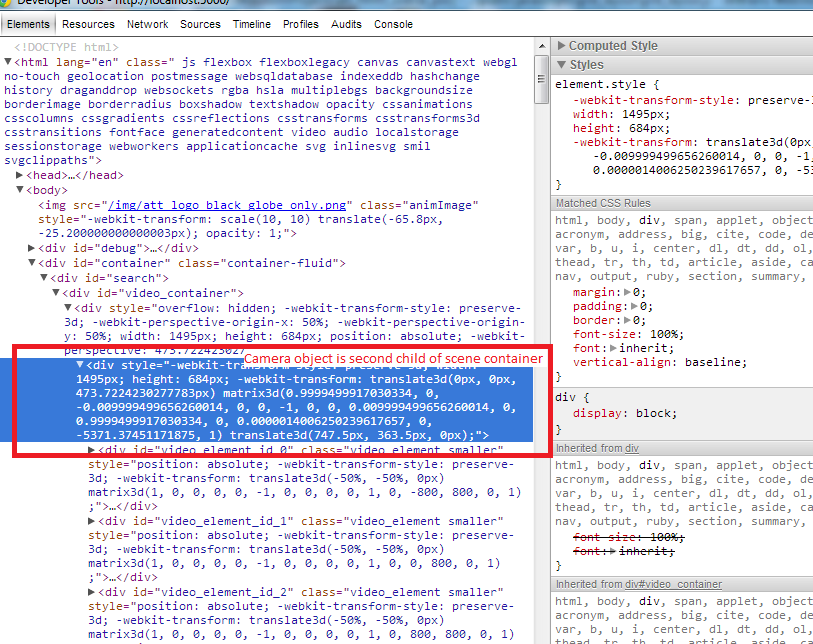 Developer Tools - http://localhost:5000/
Elements Resources Network Sources Timeline Profiles Audits Console
<!DOCTYPE html>
▼<html lang="en" class=" js flexbox flexboxlegacy canvas canvastext webgl
no-touch geolocation postmessage websqldatabase indexeddb hashchange
history draganddrop websockets rgba hsla multiplebgs backgroundsize
borderimage borderradius boxshadow textshadow opacity cssanimations
csscolumns cssgradients cssreflections csstransforms csstransforms3d
csstransitions fontface generatedcontent video audio localstorage
sessionstorage webworkers applicationcache svg inlinesvg smil
svgclippaths">
▶<head>…</head>
▼<body>
<img src="/img/att_logo_black_globe_only.png" class="animImage"
style="-webkit-transform: scale(10, 10) translate(-65.8px,
-25.200000000000003px); opacity: 1;">
▶<div id="debug">…</div>
▼<div id="container" class="container-fluid">
▼<div id="search">
▼<div id="video_container">
▼<div style="overflow: hidden; -webkit-transform-style: preserve-
3d; -webkit-perspective-origin-x: 50%; -webkit-perspective-origin-
y: 50%; width: 1495px; height: 684px; position: absolute; -webkit-
perspective: 473.722423027
Camera object is second child of scene container
▼<div style="-webkit-transform-style: preserve-3d; width:
1495px; height: 684px; -webkit-transform: translate3d(0px, 0px,
473.7224230277783px) matrix3d(0.9999499917030334, 0,
-0.009999499656260014, 0, 0, -1, 0, 0, 0.009999499656260014, 0,
0.9999499917030334, 0, 0.0000014006250239617657, 0,
-5371.37451171875, 1) translate3d(747.5px, 363.5px, 0px);">
▶<div id="video_element_id_0" class="video_element smaller"
style="position: absolute; -webkit-transform-style: preserve-
3d; -webkit-transform: translate3d(-50%, -50%, 0px)
matrix3d(1, 0, 0, 0, 0, -1, 0, 0, 0, 0, 1, 0, -800, 800, 0, 1)
;">…</div>
▶<div id="video_element_id_1" class="video_element smaller"
style="position: absolute; -webkit-transform-style: preserve-
3d; -webkit-transform: translate3d(-50%, -50%, 0px)
matrix3d(1, 0, 0, 0, 0, -1, 0, 0, 0, 0, 1, 0, 0, 800, 0, 1)
;">…</div>
▶<div id="video_element_id_2" class="video_element smaller"
style="position: absolute; -webkit-transform-style: preserve-
3d; -webkit-transform: translate3d(-50%, -50%, 0px)
matrix3d(1, 0, 0, 0, 0, -1, 0, 0, 0, 0, 1, 0, 800, 800, 0, 1)
▶Computed Style
▼Styles
element.style {
-webkit-transform-style: preserve-
width: 1495px;
height: 684px;
-webkit-transform: translate3d(0px,
-0.009999499656260014, 0, 0, -1,
0.0000014006250239617657, 0, -53
}
Matched CSS Rules
html, body, div, span, applet, object
acronym, address, big, cite, code, de
var, b, u, i, center, dl, dt, dd, ol,
thead, tr, th, td, article, aside, ca
nav, output, ruby, section, summary,
margin:▶0;
padding:▶0;
border:▶0;
font-size: 100%;
font:▶inherit;
vertical-align: baseline;
}
div {
display: block;
}
Inherited from div
html, body, div, span, applet, object
acronym, address, big, cite, code, de
var, b, u, i, center, dl, dt, dd, ol,
thead, tr, th, td, article, aside, ca
nav, output, ruby, section, summary,
font-size: 100%;
font:▶inherit;
}
Inherited from div#video_container
html, body, div, span, applet, object
acronym, address, big, cite, code, de
var, b, u, i, center, dl, dt, dd, ol,
thead, tr, th, td, article, aside, ca